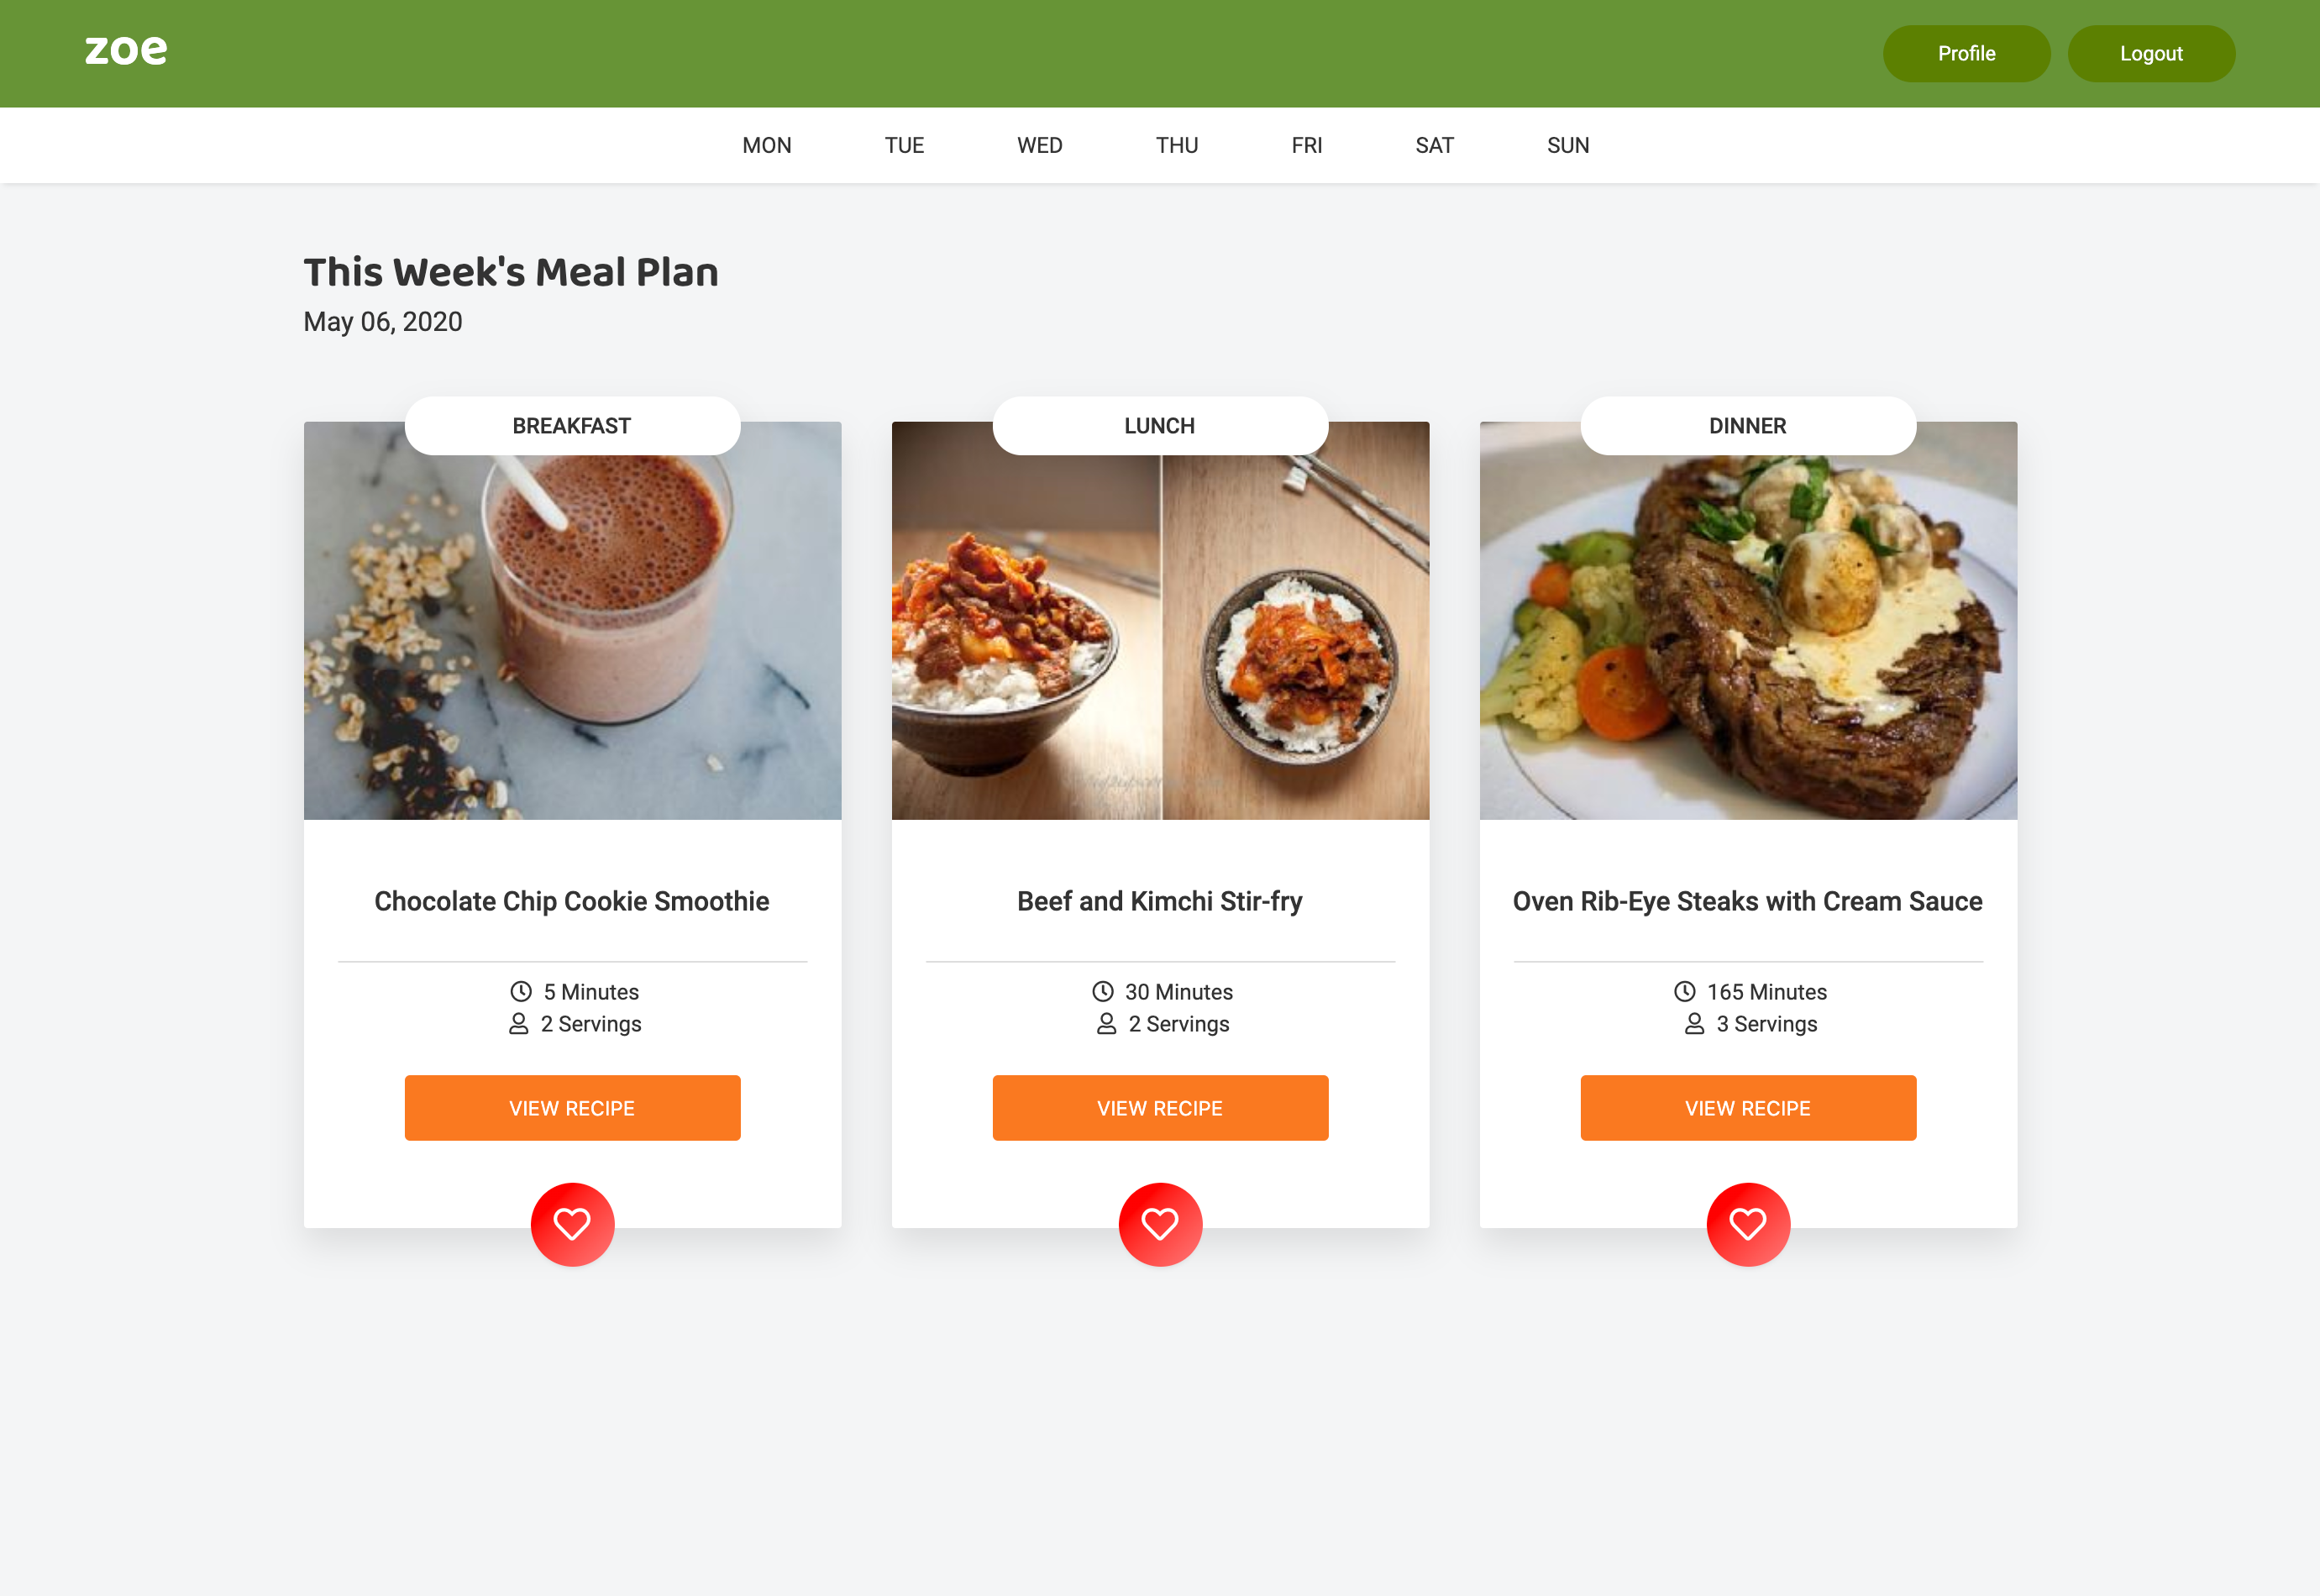 zoe
Profile
Logout
MON TUE WED THU FRI SAT SUN
This Week's Meal Plan
May 06, 2020
BREAKFAST
Chocolate Chip Cookie Smoothie
5 Minutes
2 Servings
VIEW RECIPE
LUNCH
Beef and Kimchi Stir-fry
30 Minutes
2 Servings
VIEW RECIPE
DINNER
Oven Rib-Eye Steaks with Cream Sauce
165 Minutes
3 Servings
VIEW RECIPE